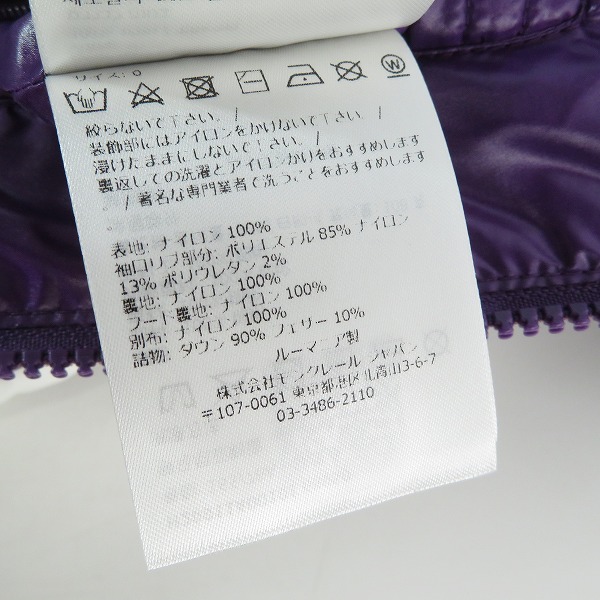 サイズ: 0
絞らないで下さい。/
装飾部にはアイロンをかけないで下さい。/
浸けたままにしないで下さい。/
裏返しての洗濯とアイロンかけをおすすめします
/ 著名な専門業者で洗うことをおすすめします
表地: ナイロン 100%
袖口リブ部分: ポリエステル 85% ナイロン
13% ポリウレタン 2%
裏地: ナイロン 100%
フード裏地: ナイロン 100%
別布: ナイロン 100%
詰物: ダウン 90% フェザー 10%
ルーマニア製
株式会社モンクレール ジャパン
〒107-0061 東京都港区北青山3-6-7
03-3486-2110